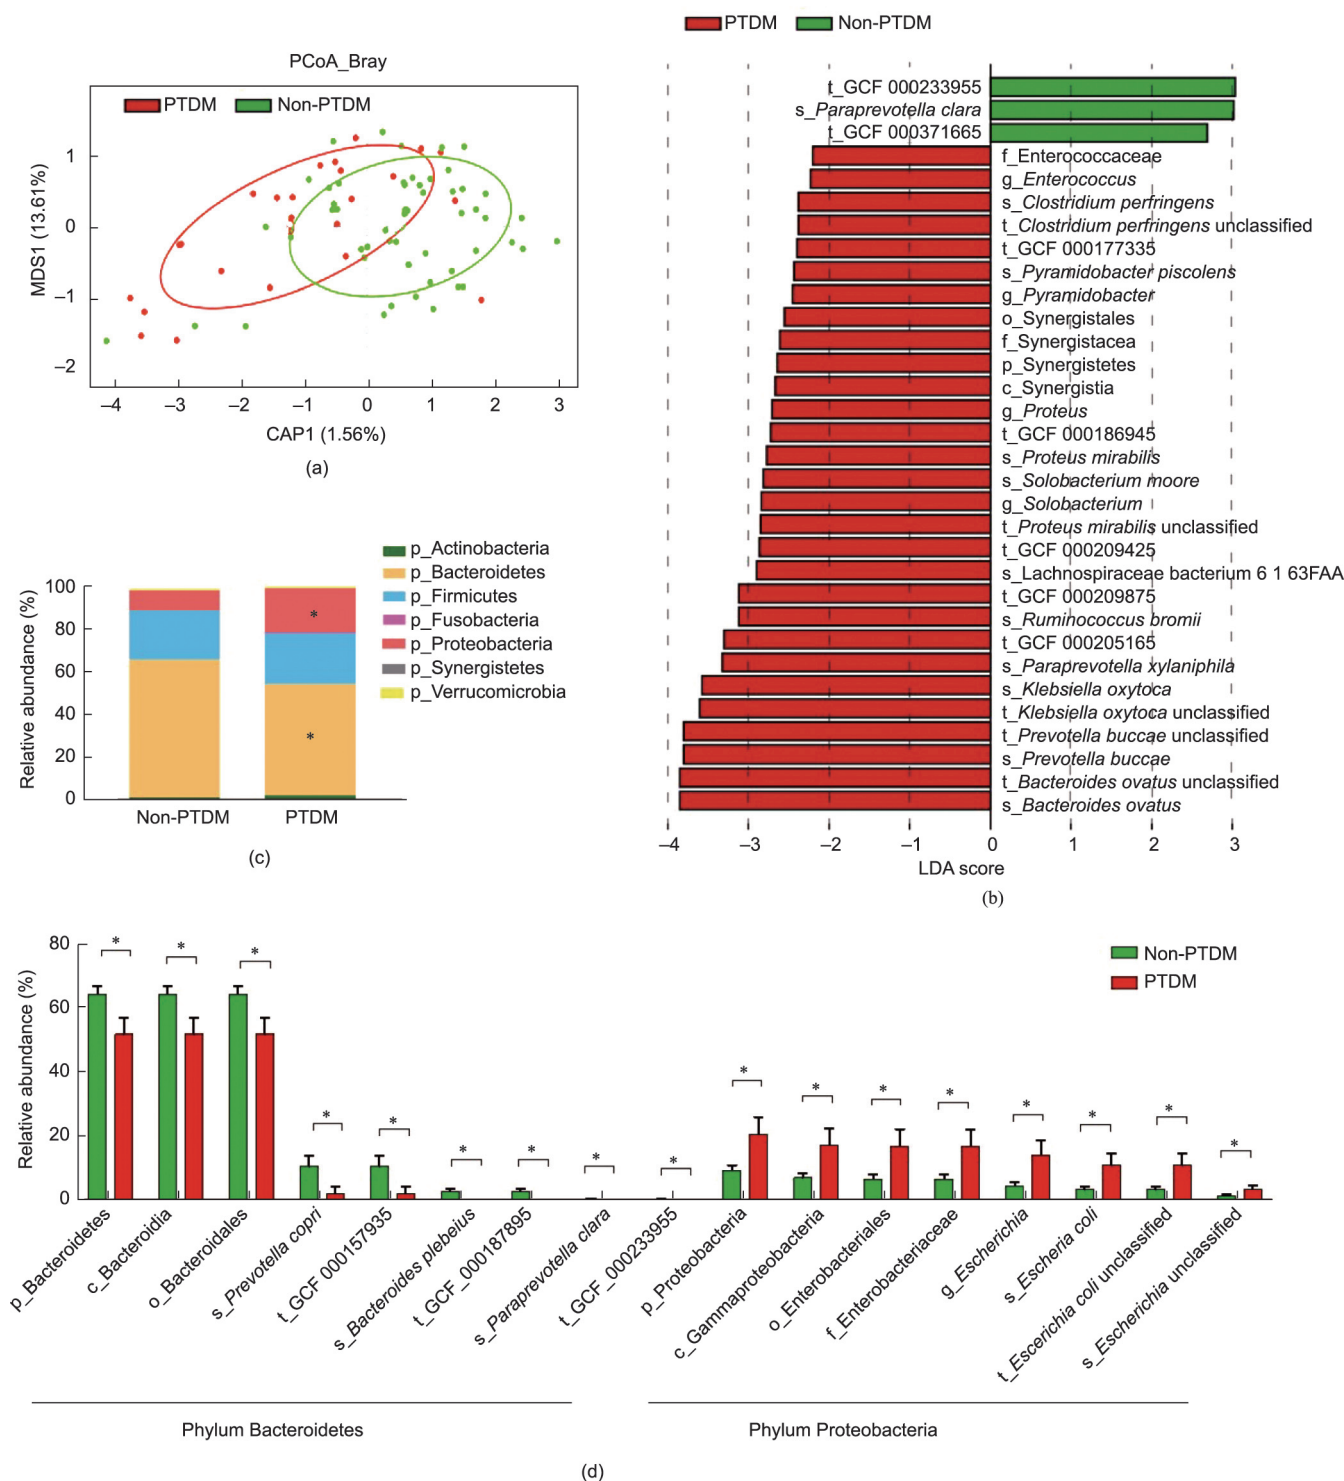 PCoA_Bray
PTDM Non-PTDM
MDS1 (13.61%)
1
0
−1
−2
−4 −3 −2 −1 0 1 2 3
CAP1 (1.56%)
(a)
PTDM Non-PTDM
t_GCF 000233955
s_Paraprevotella clara
t_GCF 000371665
f_Enterococcaceae
g_Enterococcus
s_Clostridium perfringens
t_Clostridium perfringens unclassified
t_GCF 000177335
s_Pyramidobacter piscolens
g_Pyramidobacter
o_Synergistales
f_Synergistacea
p_Synergistetes
c_Synergistia
g_Proteus
t_GCF 000186945
s_Proteus mirabilis
s_Solobacterium moore
g_Solobacterium
t_Proteus mirabilis unclassified
t_GCF 000209425
s_Lachnospiraceae bacterium 6 1 63FAA
t_GCF 000209875
s_Ruminococcus bromii
t_GCF 000205165
s_Paraprevotella xylaniphila
s_Klebsiella oxytoca
t_Klebsiella oxytoca unclassified
t_Prevotella buccae unclassified
s_Prevotella buccae
t_Bacteroides ovatus unclassified
s_Bacteroides ovatus
−4 −3 −2 −1 0 1 2 3
LDA score
(b)
p_Actinobacteria
p_Bacteroidetes
p_Firmicutes
p_Fusobacteria
p_Proteobacteria
p_Synergistetes
p_Verrucomicrobia
Relative abundance (%)
100
80
60
40
20
0
*
*
Non-PTDM PTDM
(c)
Non-PTDM
PTDM
Relative abundance (%)
80
60
40
20
0
* * * * * * * * * * * * * * * * *
p_Bacteroidetes
c_Bacteroidia
o_Bacteroidales
s_Prevotella copri
t_GCF 000157935
s_Bacteroides plebeius
t_GCF_000187895
s_Paraprevotella clara
t_GCF_000233955
p_Proteobacteria
c_Gammaproteobacteria
o_Enterobacteriales
f_Enterobacteriaceae
g_Escherichia
s_Escheria coli
t_Escerichia coli unclassified
s_Escherichia unclassified
Phylum Bacteroidetes
Phylum Proteobacteria
(d)